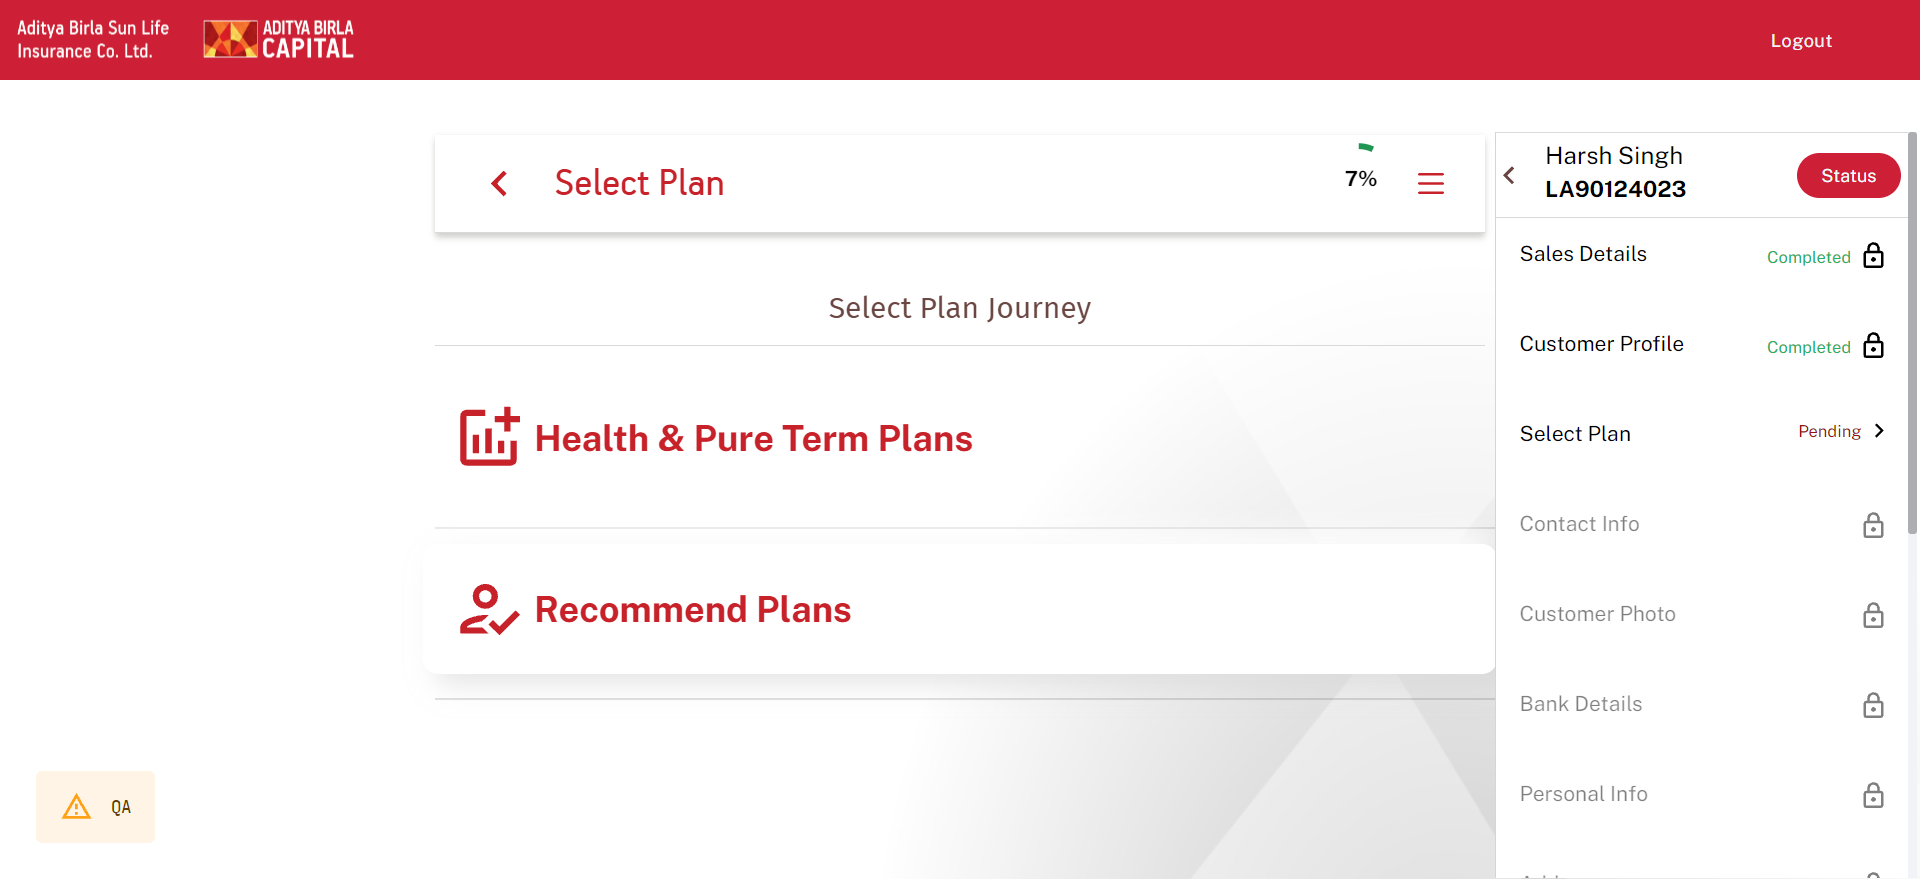 Aditya Birla Sun Life
Insurance Co. Ltd.
ADITYA BIRLA
CAPITAL
Logout
Select Plan
7%
Select Plan Journey
Health & Pure Term Plans
Recommend Plans
QA
Harsh Singh
LA90124023
Status
Sales Details
Completed
Customer Profile
Completed
Select Plan
Pending
Contact Info
Customer Photo
Bank Details
Personal Info